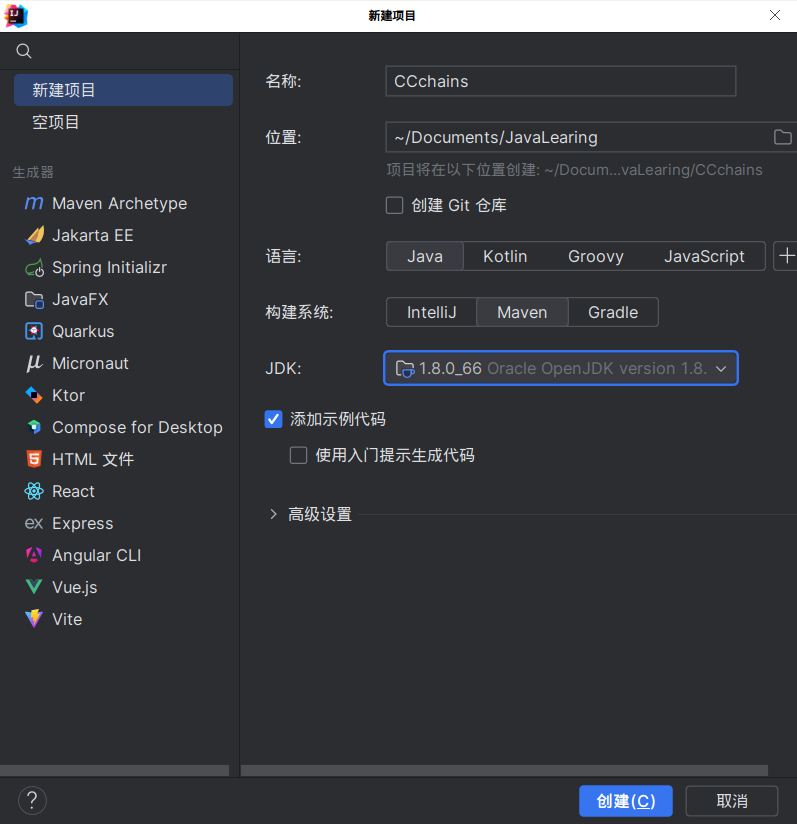 新建项目
新建项目
空项目
生成器
Maven Archetype
Jakarta EE
Spring Initializr
JavaFX
Quarkus
Micronaut
Ktor
Compose for Desktop
HTML 文件
React
Express
Angular CLI
Vue.js
Vite
名称: CCchains
位置: ~/Documents/JavaLearing
项目将在以下位置创建: ~/Docum...vaLearing/CCchains
创建 Git 仓库
语言: Java Kotlin Groovy JavaScript
构建系统: IntelliJ Maven Gradle
JDK: 1.8.0_66 Oracle OpenJDK version 1.8.
添加示例代码
使用入门提示生成代码
高级设置
? 创建(C) 取消